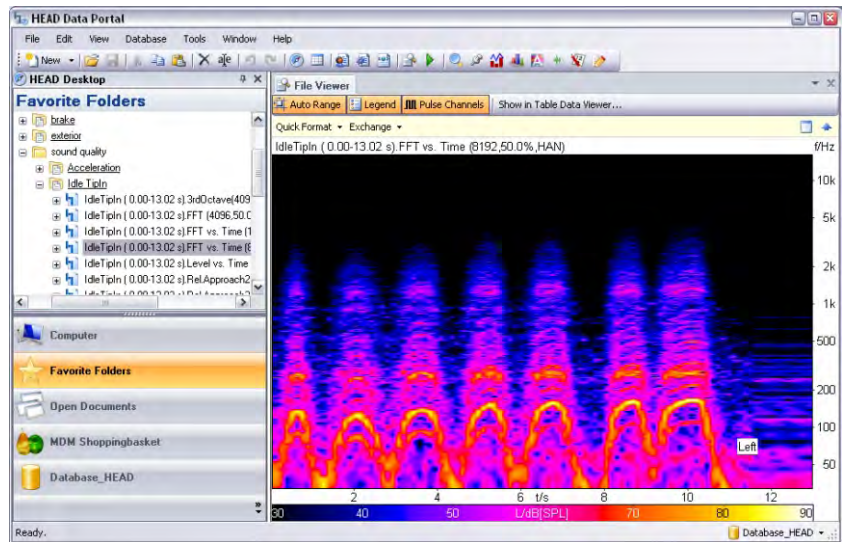 HEAD Data Portal
File Edit View Database Tools Window Help
New
HEAD Desktop
Favorite Folders
brake
exterior
sound quality
Acceleration
Idle TipIn
IdleTipIn ( 0.00-13.02 s).3rdOctave(409
IdleTipIn ( 0.00-13.02 s).FFT (4096,50.0
IdleTipIn ( 0.00-13.02 s).FFT vs. Time (1
IdleTipIn ( 0.00-13.02 s).FFT vs. Time (8
IdleTipIn ( 0.00-13.02 s).Level vs. Time
IdleTipIn ( 0.00-13.02 s).Rel.Approach2
Computer
Favorite Folders
Open Documents
MDM Shoppingbasket
Database_HEAD
File Viewer
Auto Range Legend Pulse Channels Show in Table Data Viewer...
Quick Format Exchange
IdleTipIn ( 0.00-13.02 s).FFT vs. Time (8192,50.0%,HAN) f/Hz
10k
5k
2k
1k
500
200
100
Left
50
2 4 6 t/s 8 10 12
30 40 50 L/dB[SPL] 70 80 90
Ready. Database_HEAD